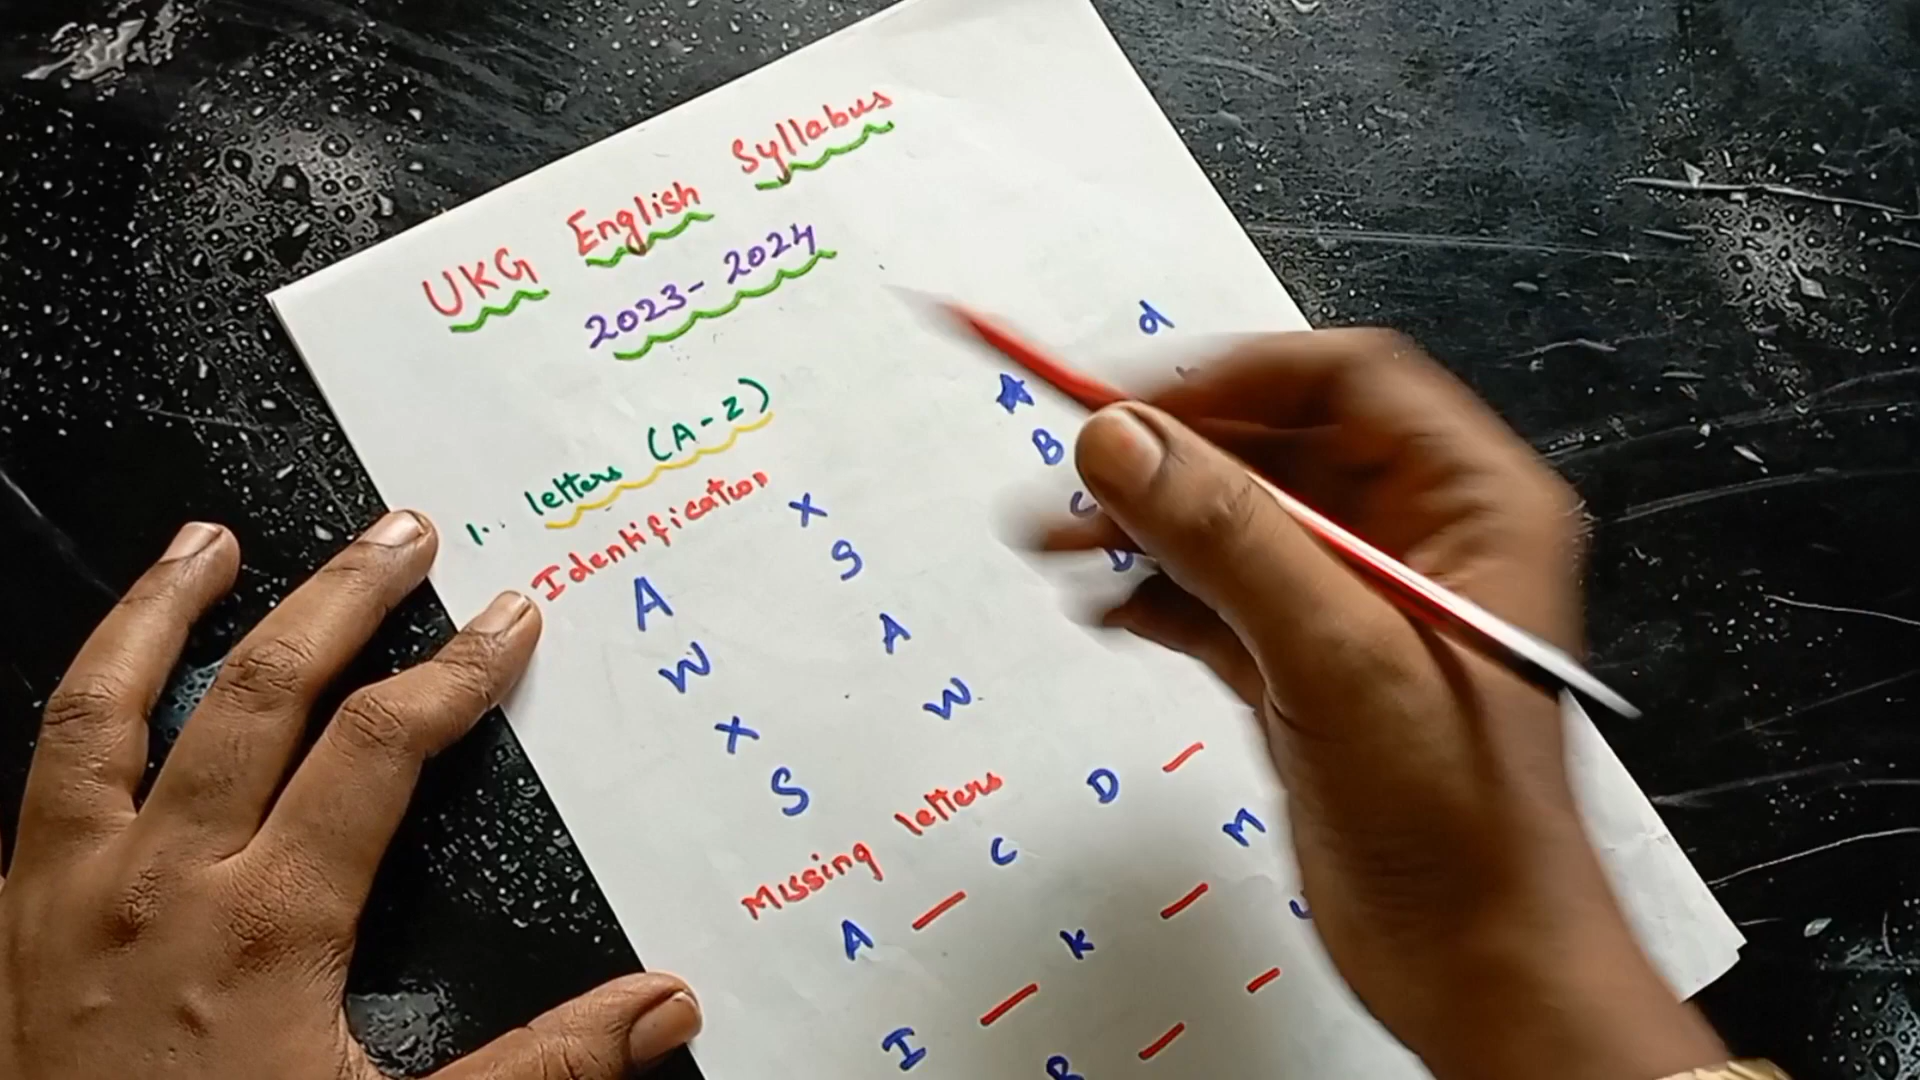 UKG English Syllabus
2023-2024
1. letters (A-Z)
Identification
A X
W S
X A
S W
A d
B
C
D
Missing letters
A — C D —
I — K — M
R — —